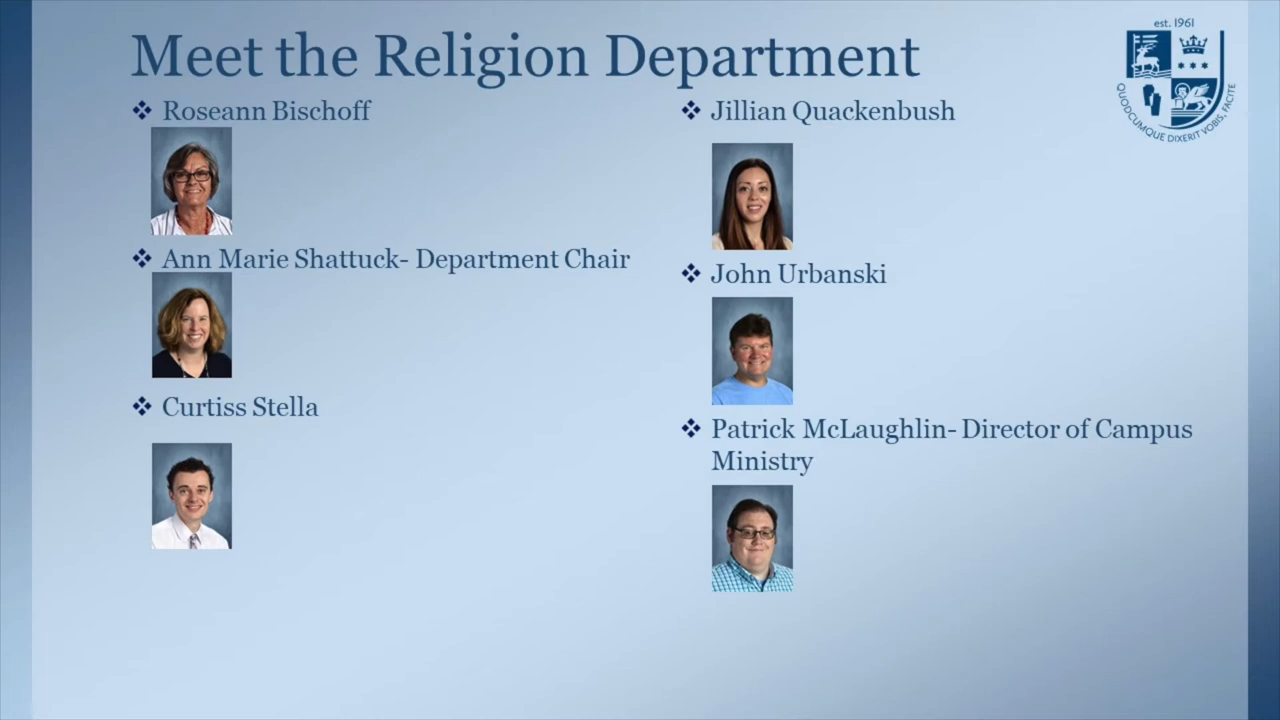 Meet the Religion Department
est. 1961
QUODCUMQUE DIXERIT VOBIS, FACITE
Roseann Bischoff
Ann Marie Shattuck- Department Chair
Curtiss Stella
Jillian Quackenbush
John Urbanski
Patrick McLaughlin- Director of Campus
Ministry